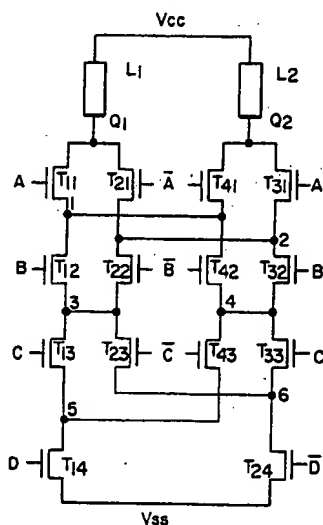 Vcc
L1 L2
Q1 Q2
A T11 T21 A̅ T41 T31 A
1 2
B T12 T22 B̅ T42 T32 B
3 4
C T13 T23 C̅ T43 T33 C
5 6
D T14 T24 D̅
Vss